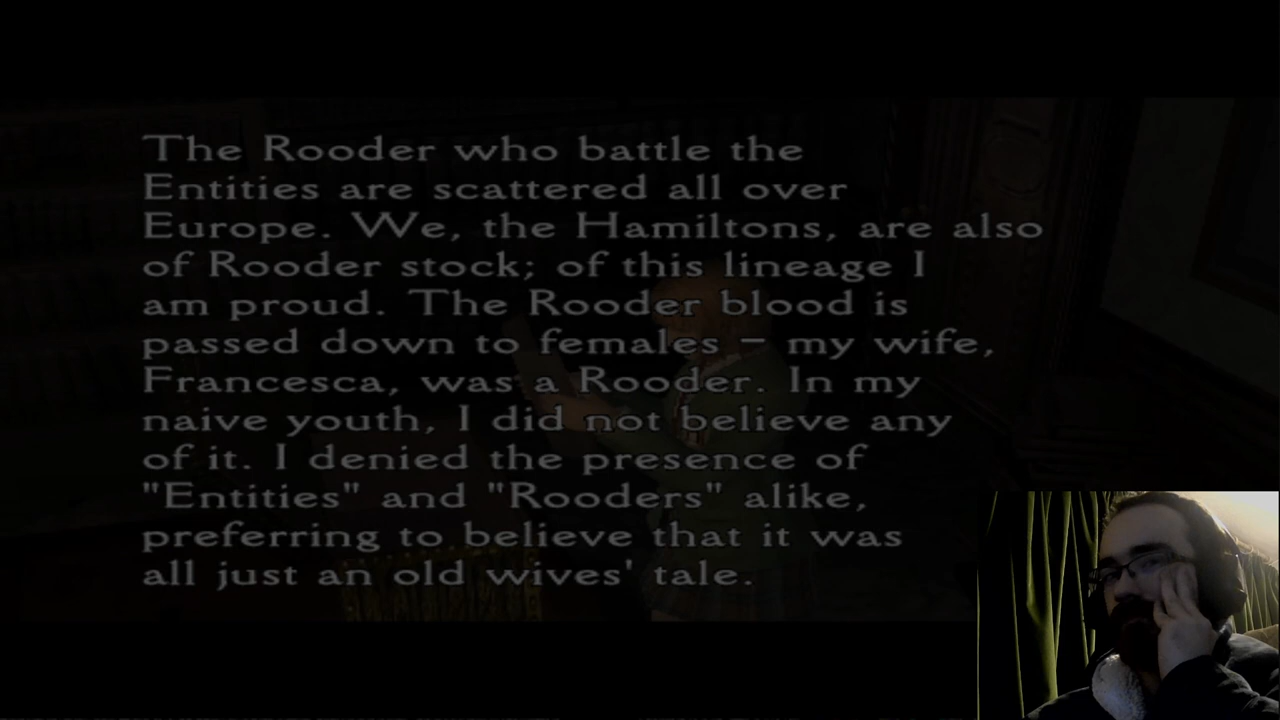 The Rooder who battle the
Entities are scattered all over
Europe. We, the Hamiltons, are also
of Rooder stock; of this lineage I
am proud. The Rooder blood is
passed down to females - my wife,
Francesca, was a Rooder. In my
naive youth, I did not believe any
of it. I denied the presence of
"Entities" and "Rooders" alike,
preferring to believe that it was
all just an old wives' tale.